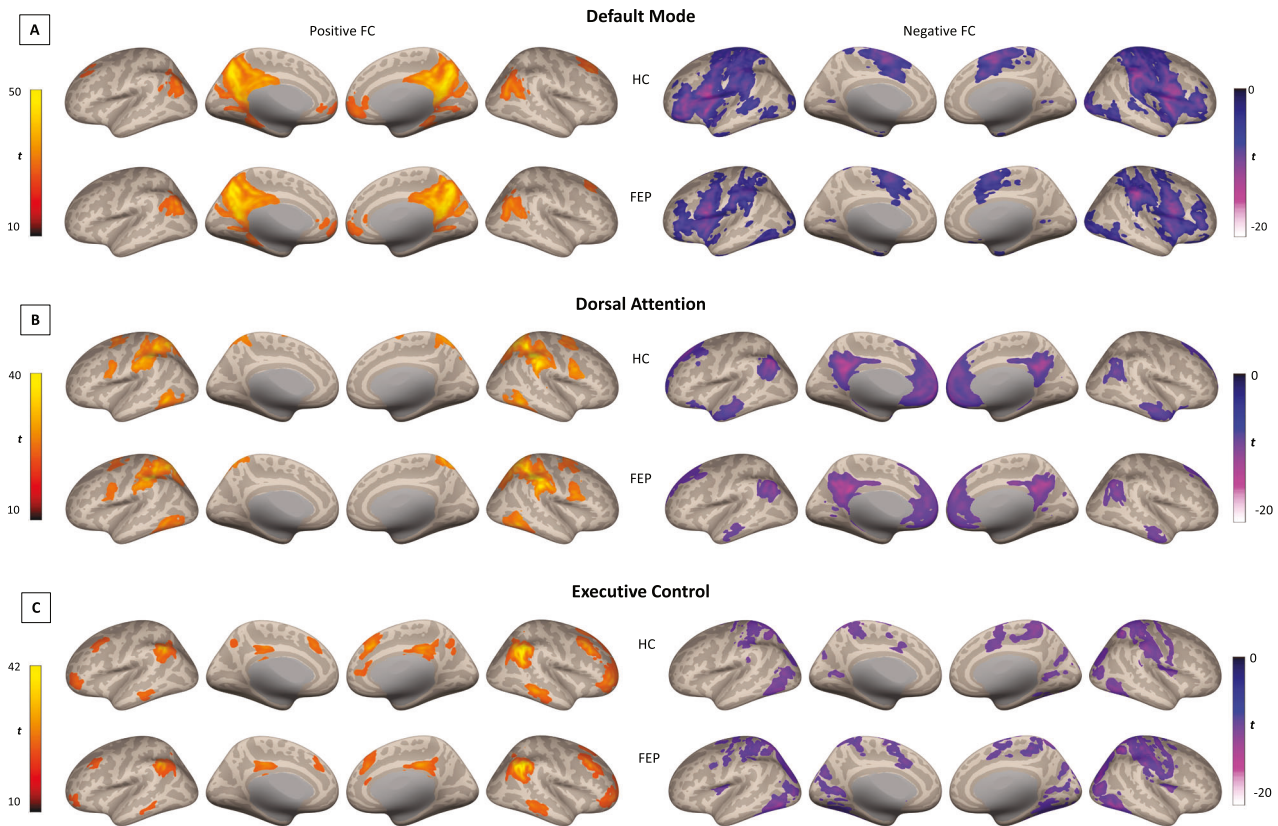 Default Mode
A
Positive FC
Negative FC
50
t
10
HC
FEP
0
t
-20
Dorsal Attention
B
40
t
10
HC
FEP
0
t
-20
Executive Control
C
42
t
10
HC
FEP
0
t
-20